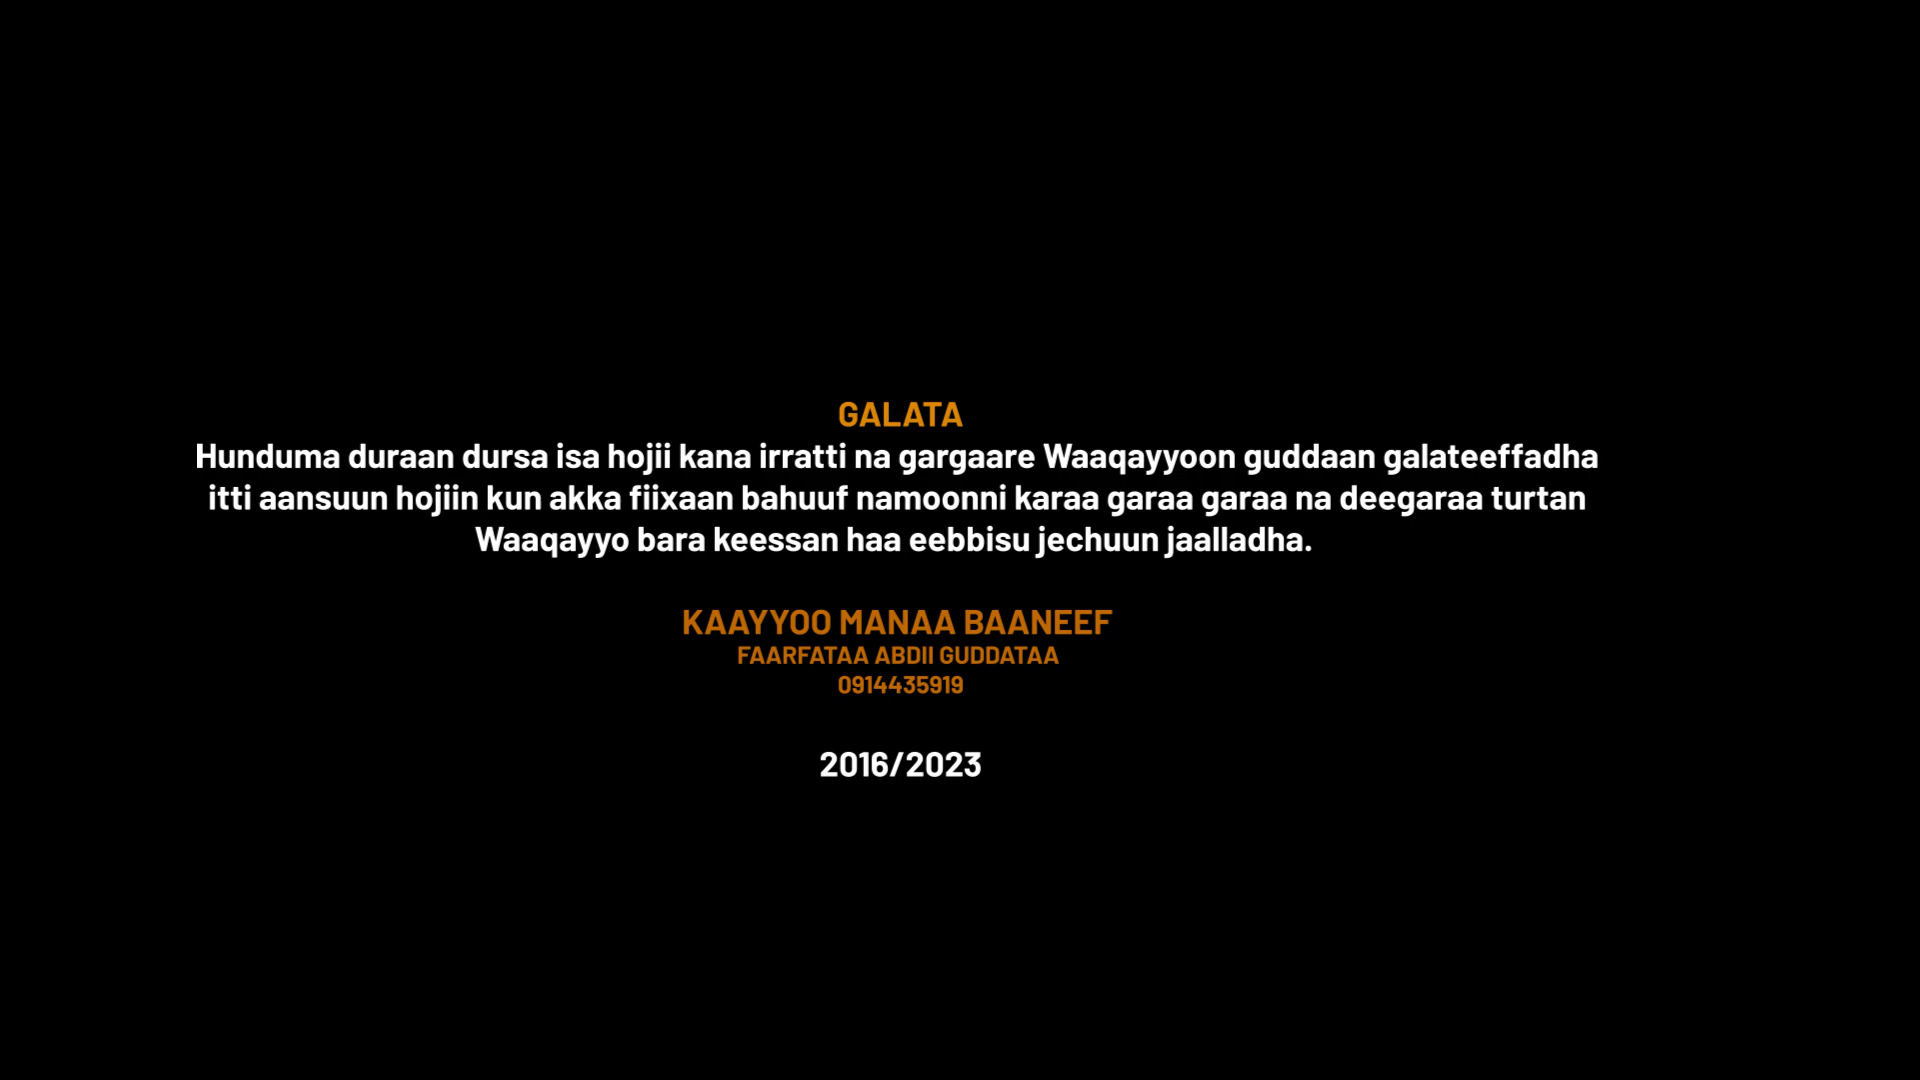 GALATA
Hunduma duraan dursa isa hojii kana irratti na gargaare Waaqayyoon guddaan galateeffadha
itti aansuun hojiin kun akka fiixaan bahuuf namoonni karaa garaa garaa na deegaraa turtan
Waaqayyo bara keessan haa eebbisu jechuun jaalladha.
KAAYYOO MANAA BAANEEF
FAARFATAA ABDII GUDDATAA
0914435919
2016/2023